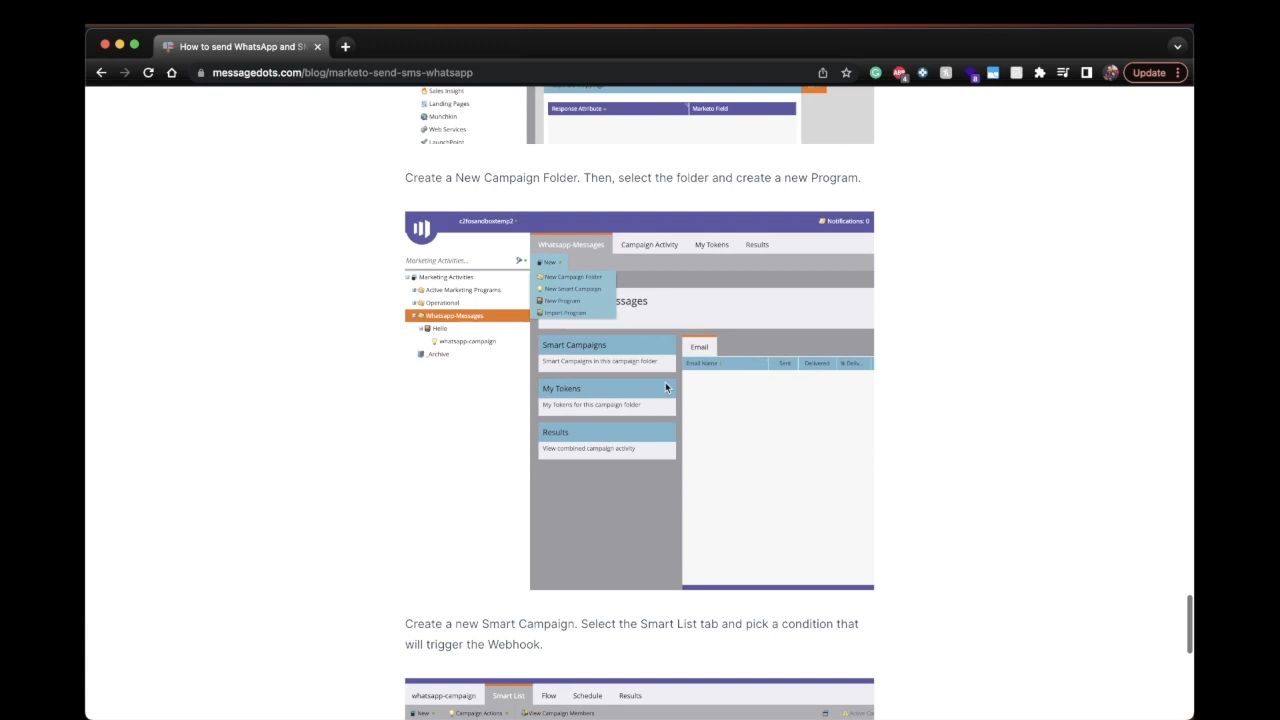 How to send WhatsApp and S
messagedots.com/blog/marketo-send-sms-whatsapp
Update
Sales Insight
Landing Pages
Munchkin
Web Services
LaunchPoint
Response Attribute
Marketo Field
Create a New Campaign Folder. Then, select the folder and create a new Program.
c2fosandboxtemp2
Notifications: 0
Marketing Activities...
Marketing Activities
Active Marketing Programs
Operational
Whatsapp-Messages
Hello
whatsapp-campaign
_Archive
Whatsapp-Messages
Campaign Activity
My Tokens
Results
New
New Campaign Folder
New Smart Campaign
New Program
Import Program
ssages
Smart Campaigns
Smart Campaigns in this campaign folder
My Tokens
My Tokens for this campaign folder
Results
View combined campaign activity
Email
Email Name
Sent
Delivered
% Deliv...
Create a new Smart Campaign. Select the Smart List tab and pick a condition that
will trigger the Webhook.
whatsapp-campaign
Smart List
Flow
Schedule
Results
New
Campaign Actions
View Campaign Members